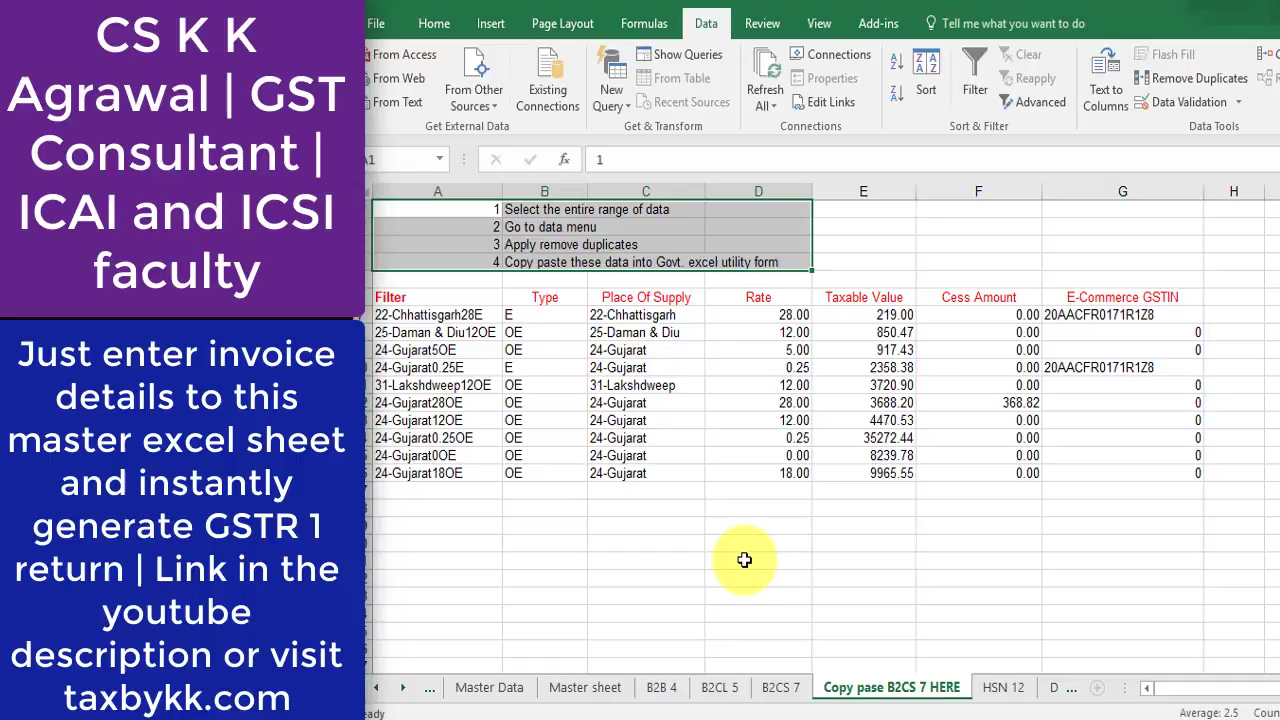 CS K K
Agrawal | GST
Consultant |
ICAI and ICSI
faculty
Just enter invoice
details to this
master excel sheet
and instantly
generate GSTR 1
return | Link in the
youtube
description or visit
taxbykk.com
File Home Insert Page Layout Formulas Data Review View Add-ins Tell me what you want to do
From Access
From Web
From Text
From Other
Sources
Existing
Connections
Get External Data
New
Query
Show Queries
From Table
Recent Sources
Get & Transform
Refresh
All
Connections
Properties
Edit Links
Connections
Sort
Filter
Clear
Reapply
Advanced
Sort & Filter
Text to
Columns
Flash Fill
Remove Duplicates
Data Validation
Data Tools
A1 fx 1
A B C D E F G H
1 Select the entire range of data
2 Go to data menu
3 Apply remove duplicates
4 Copy paste these data into Govt. excel utility form
Filter Type Place Of Supply Rate Taxable Value Cess Amount E-Commerce GSTIN
22-Chhattisgarh28E E 22-Chhattisgarh 28.00 219.00 0.00 20AACFR0171R1Z8
25-Daman & Diu12OE OE 25-Daman & Diu 12.00 850.47 0.00 0
24-Gujarat5OE OE 24-Gujarat 5.00 917.43 0.00 0
24-Gujarat0.25E E 24-Gujarat 0.25 2358.38 0.00 20AACFR0171R1Z8
31-Lakshdweep12OE OE 31-Lakshdweep 12.00 3720.90 0.00 0
24-Gujarat28OE OE 24-Gujarat 28.00 3688.20 368.82 0
24-Gujarat12OE OE 24-Gujarat 12.00 4470.53 0.00 0
24-Gujarat0.25OE OE 24-Gujarat 0.25 35272.44 0.00 0
24-Gujarat0OE OE 24-Gujarat 0.00 8239.78 0.00 0
24-Gujarat18OE OE 24-Gujarat 18.00 9965.55 0.00 0
... Master Data Master sheet B2B 4 B2CL 5 B2CS 7 Copy pase B2CS 7 HERE HSN 12 D ...
eady Average: 2.5 Coun